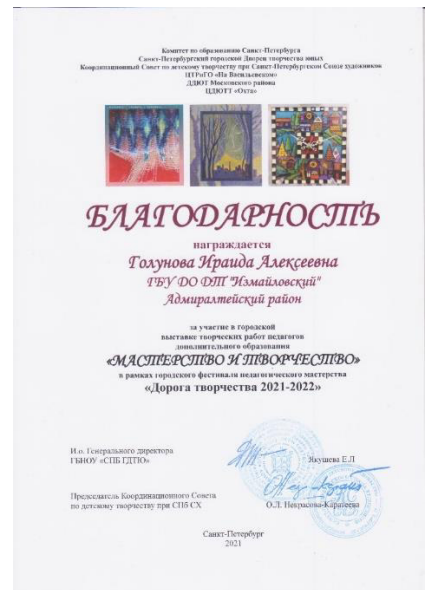 Комитет по образованию Санкт-Петербурга
Санкт-Петербургский городской Дворец творчества юных
Координационный Совет по детскому творчеству при Санкт-Петербургском Союзе художников
ЦТРиГО «На Васильевском»
ДДЮТ Московского района
ЦДЮТТ «Охта»
БЛАГОДАРНОСТЬ
награждается
Голунова Ираида Алексеевна
ГБУ ДО ДТ "Измайловский"
Адмиралтейский район
за участие в городской
выставке творческих работ педагогов
дополнительного образования
«МАСТЕРСТВО И ТВОРЧЕСТВО»
в рамках городского фестиваля педагогического мастерства
«Дорога творчества 2021-2022»
И.о. Генерального директора
ГБНОУ «СПБ ГДТЮ»
Якушева Е.Л
Председатель Координационного Совета
по детскому творчеству при СПб СХ
О.Л. Некрасова-Каратеева
Санкт-Петербург
2021